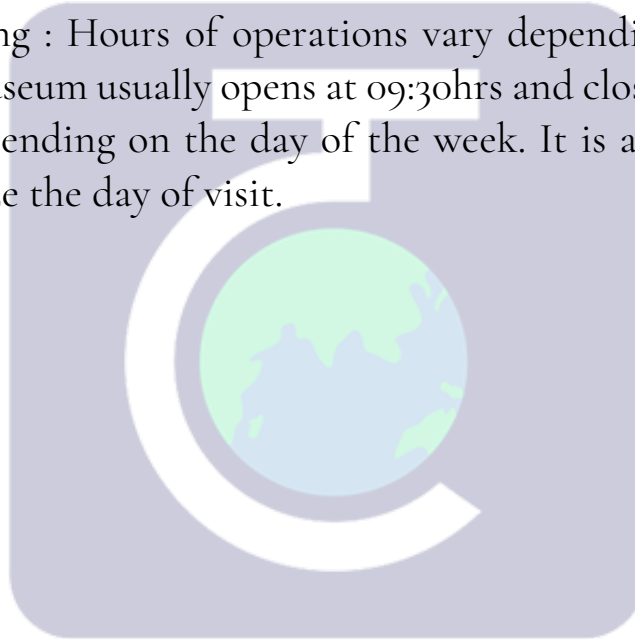 ng : Hours of operations vary dependi
useum usually opens at 09:30hrs and clos
ending on the day of the week. It is a
e the day of visit.